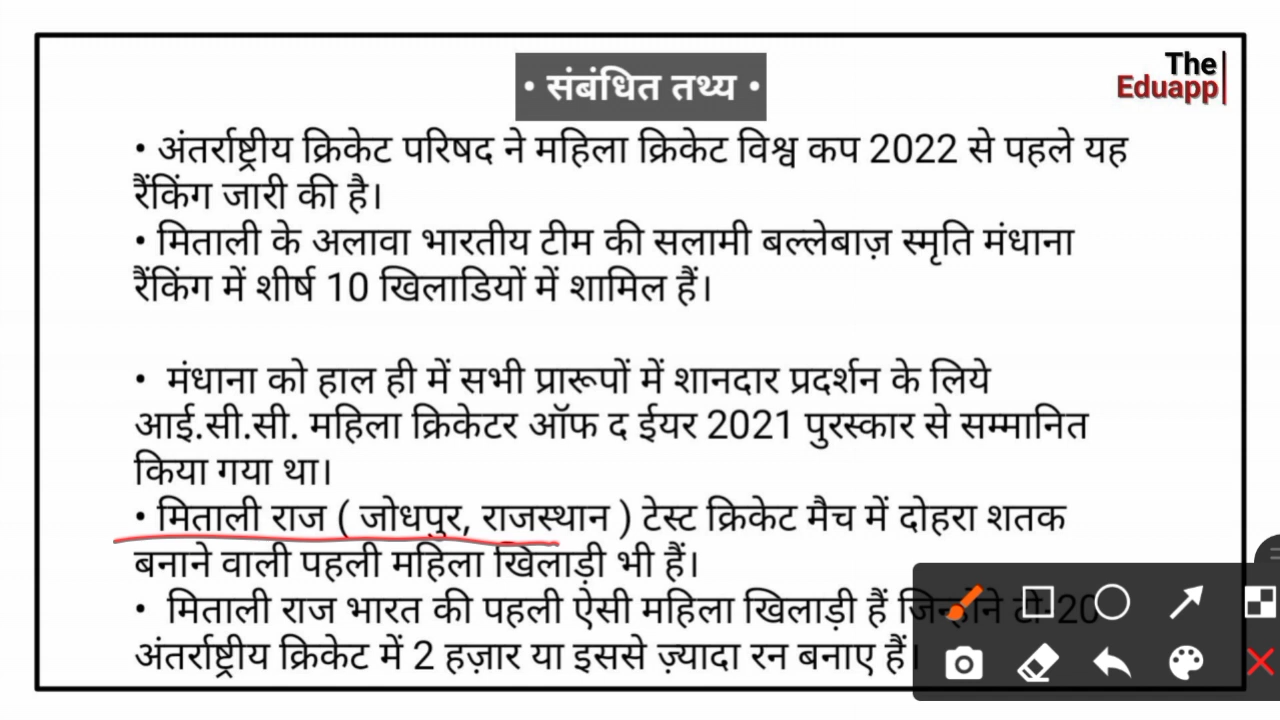 • संबंधित तथ्य •
The
Eduapp
• अंतर्राष्ट्रीय क्रिकेट परिषद ने महिला क्रिकेट विश्व कप 2022 से पहले यह
रैंकिंग जारी की है।
• मिताली के अलावा भारतीय टीम की सलामी बल्लेबाज़ स्मृति मंधाना
रैंकिंग में शीर्ष 10 खिलाडियों में शामिल हैं।
• मंधाना को हाल ही में सभी प्रारूपों में शानदार प्रदर्शन के लिये
आई.सी.सी. महिला क्रिकेटर ऑफ द ईयर 2021 पुरस्कार से सम्मानित
किया गया था।
• मिताली राज ( जोधपुर, राजस्थान ) टेस्ट क्रिकेट मैच में दोहरा शतक
बनाने वाली पहली महिला खिलाड़ी भी हैं।
• मिताली राज भारत की पहली ऐसी महिला खिलाड़ी हैं जिन्होंने टी-20
अंतर्राष्ट्रीय क्रिकेट में 2 हज़ार या इससे ज़्यादा रन बनाए हैं